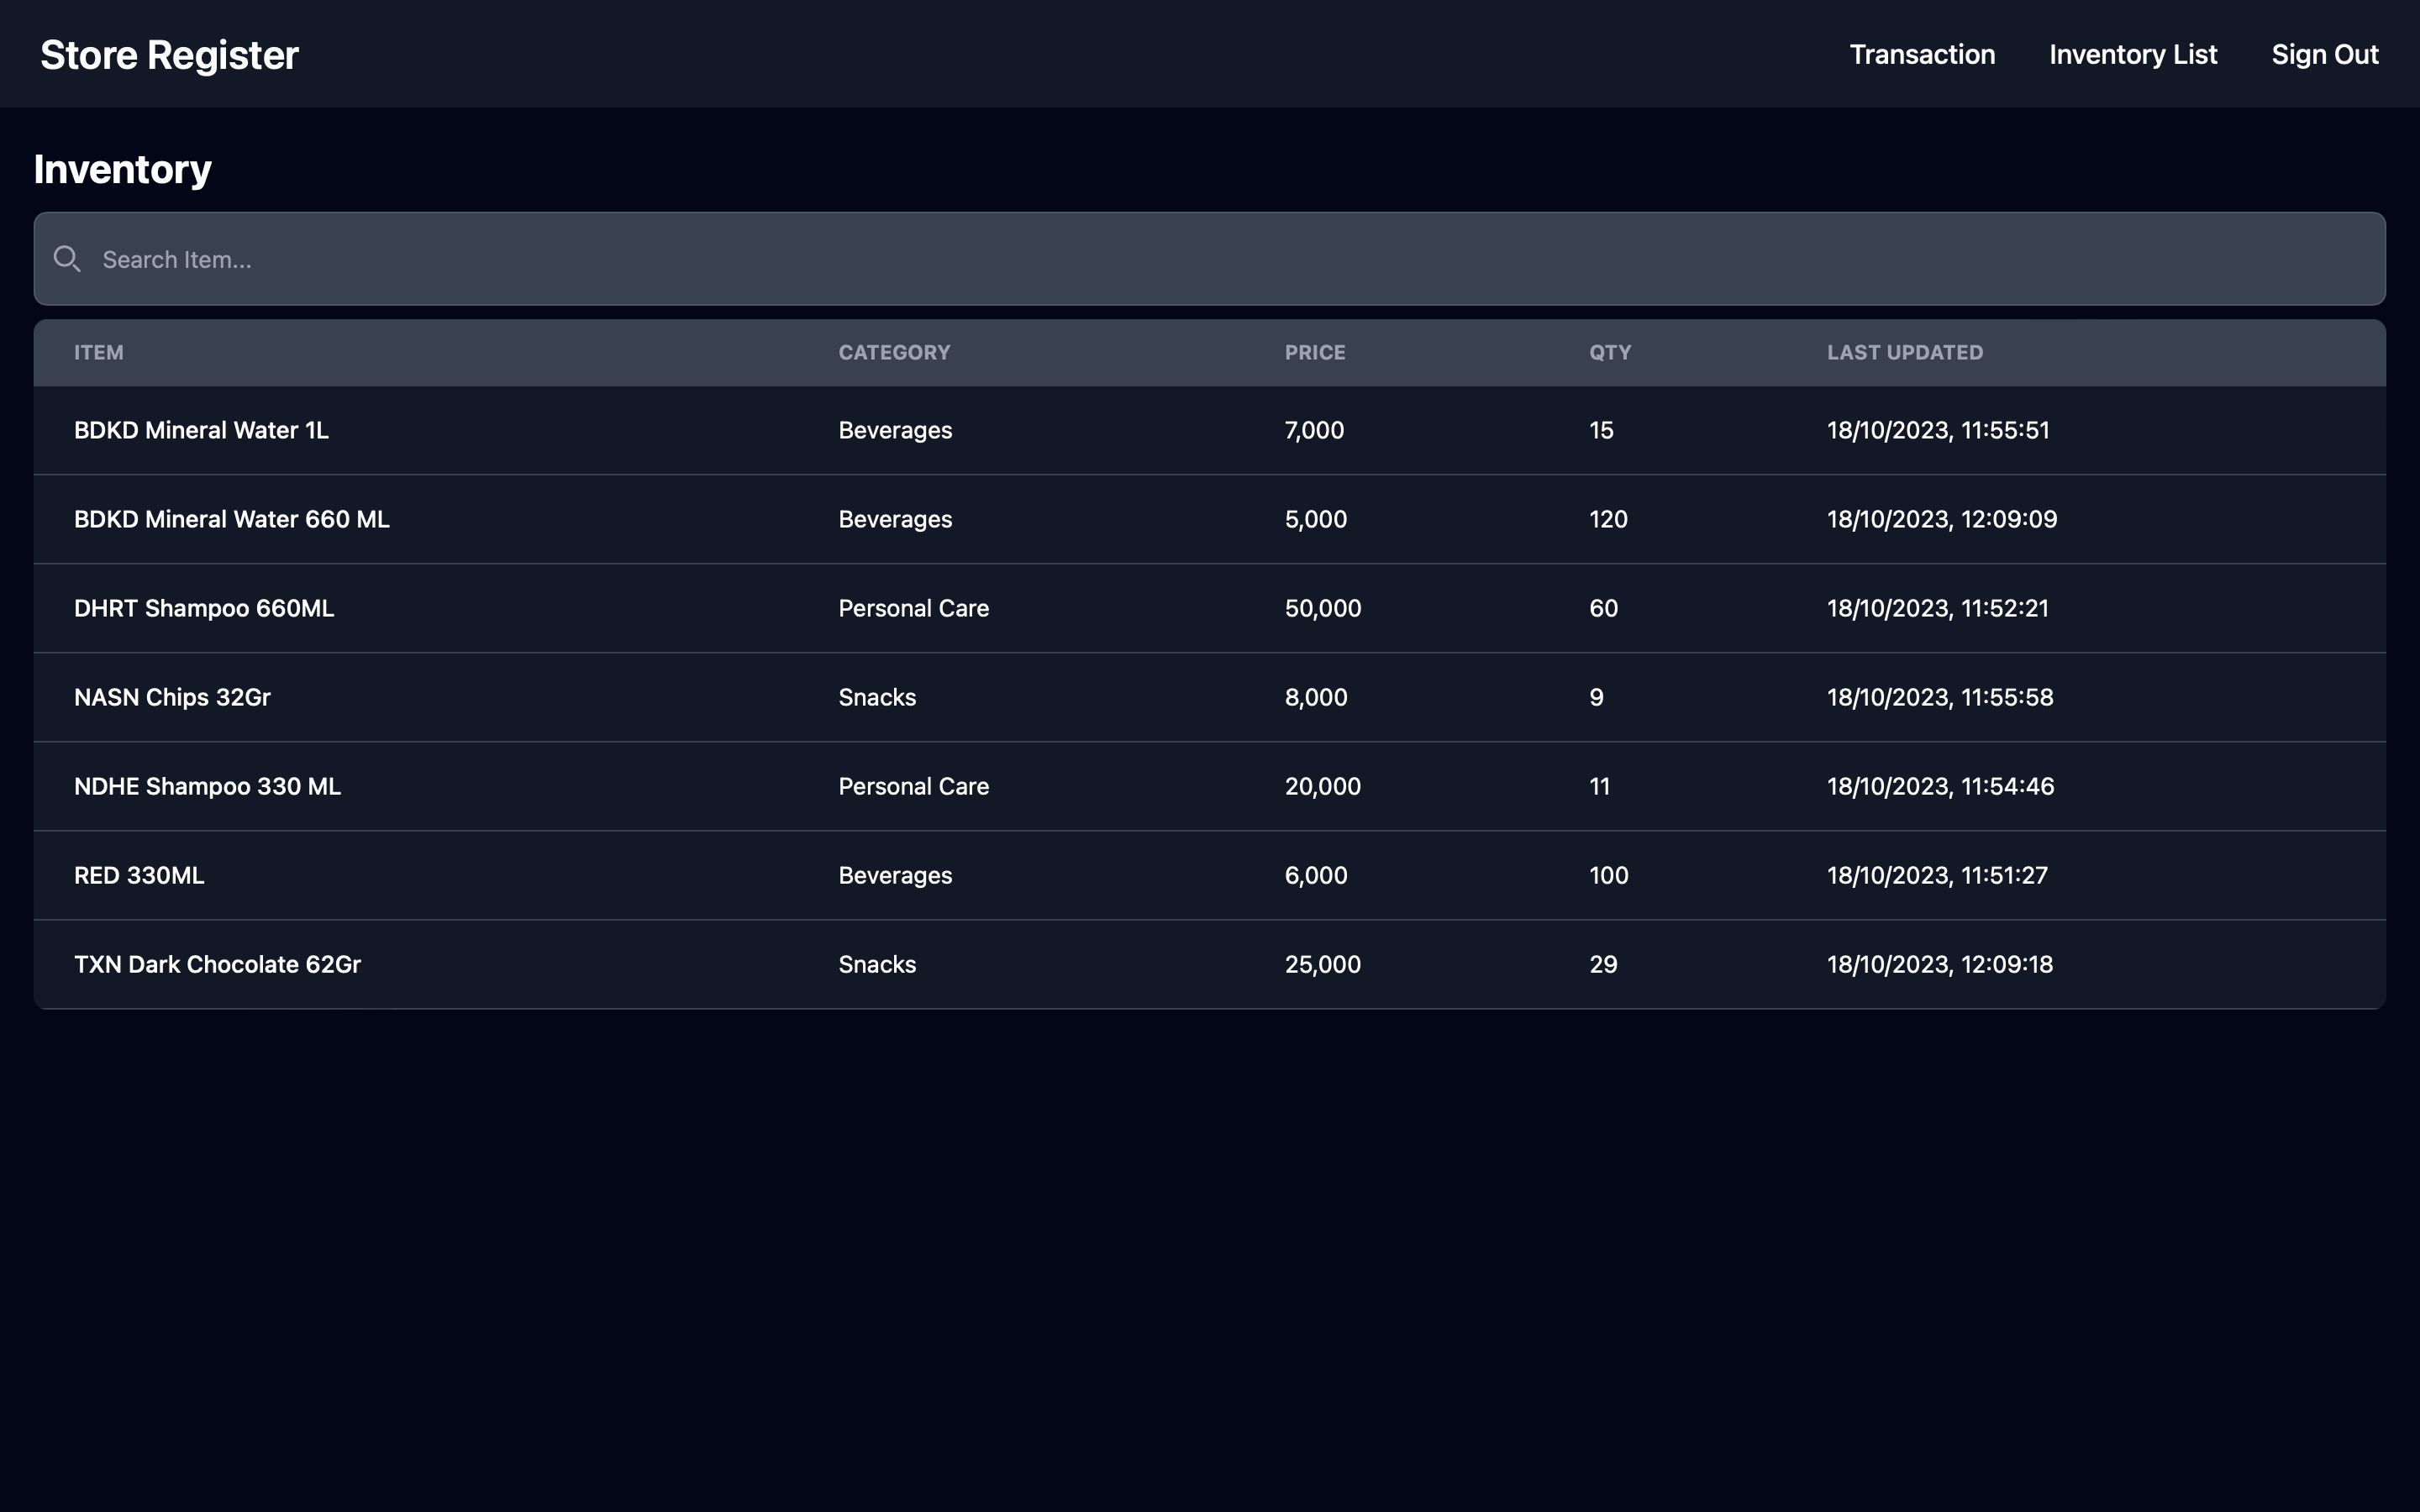 Store Register Transaction Inventory List Sign Out
Inventory
Search Item...
ITEM CATEGORY PRICE QTY LAST UPDATED
BDKD Mineral Water 1L Beverages 7,000 15 18/10/2023, 11:55:51
BDKD Mineral Water 660 ML Beverages 5,000 120 18/10/2023, 12:09:09
DHRT Shampoo 660ML Personal Care 50,000 60 18/10/2023, 11:52:21
NASN Chips 32Gr Snacks 8,000 9 18/10/2023, 11:55:58
NDHE Shampoo 330 ML Personal Care 20,000 11 18/10/2023, 11:54:46
RED 330ML Beverages 6,000 100 18/10/2023, 11:51:27
TXN Dark Chocolate 62Gr Snacks 25,000 29 18/10/2023, 12:09:18